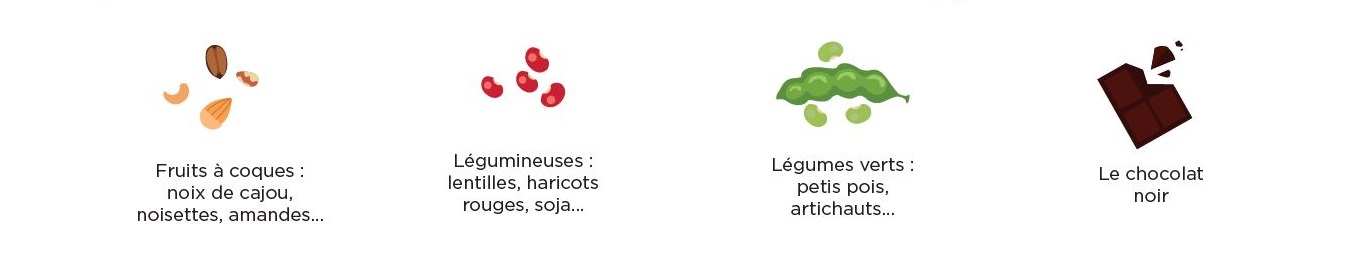 Fruits à coques :
noix de cajou,
noisettes, amandes...
Légumineuses :
lentilles, haricots
rouges, soja...
Légumes verts :
petis pois,
artichauts...
Le chocolat
noir